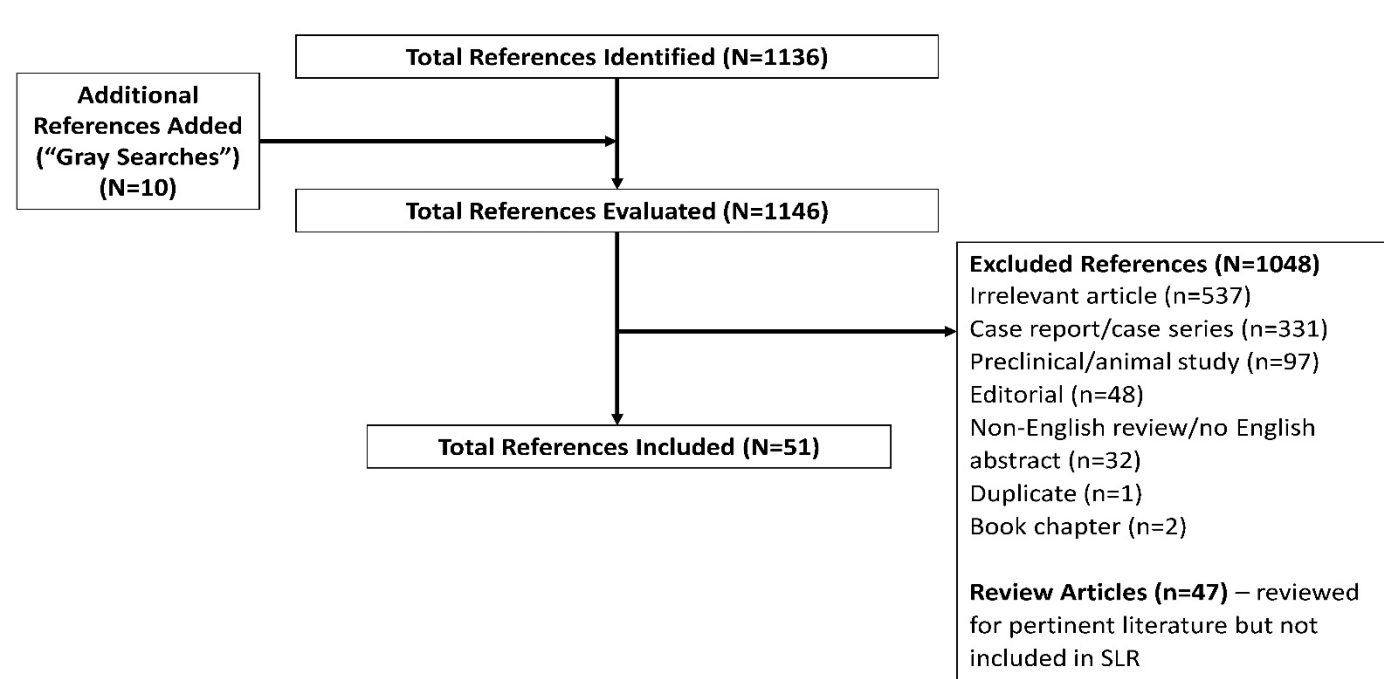 Total References Identified (N=1136)
Additional
References Added
(“Gray Searches”)
(N=10)
Total References Evaluated (N=1146)
Excluded References (N=1048)
Irrelevant article (n=537)
Case report/case series (n=331)
Preclinical/animal study (n=97)
Editorial (n=48)
Non-English review/no English
abstract (n=32)
Duplicate (n=1)
Book chapter (n=2)
Review Articles (n=47) – reviewed
for pertinent literature but not
included in SLR
Total References Included (N=51)